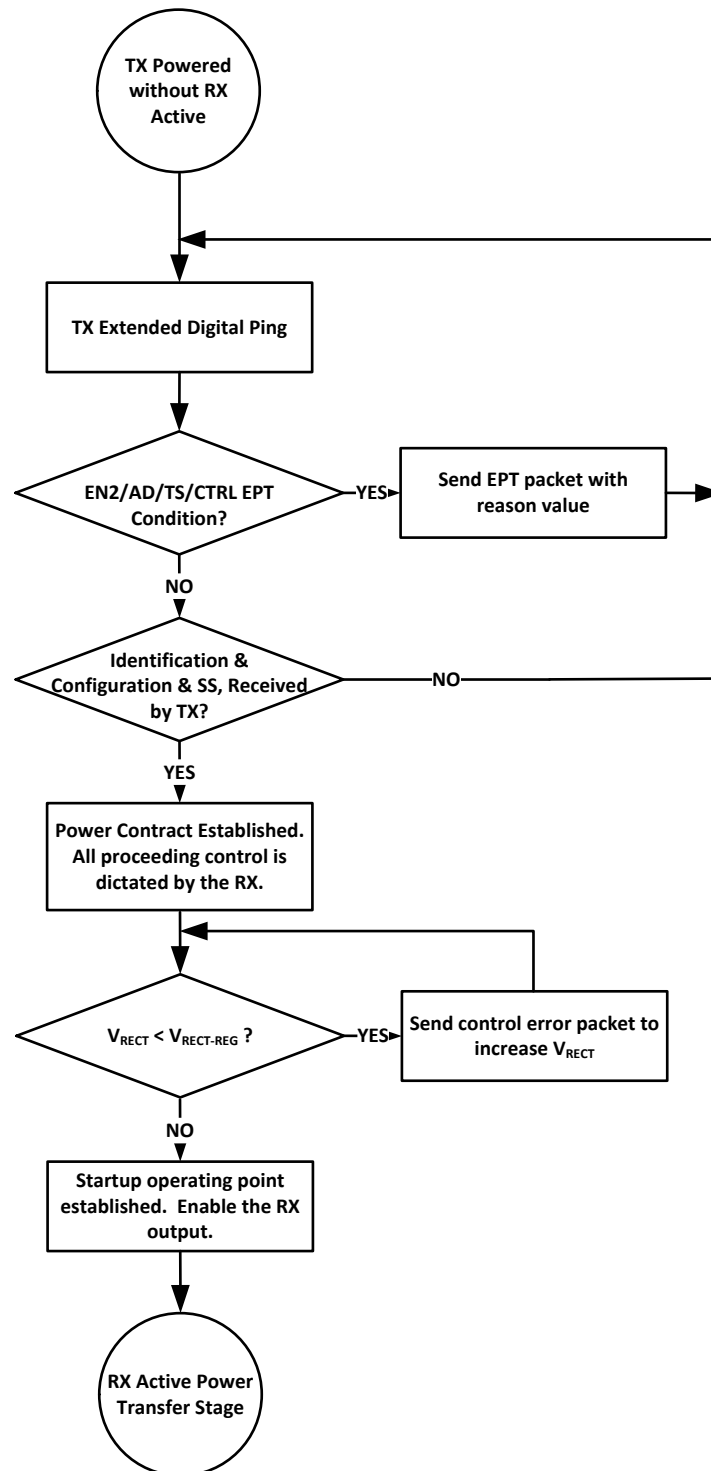 TX Powered
without RX
Active
TX Extended Digital Ping
EN2/AD/TS/CTRL EPT
Condition?
YES
Send EPT packet with
reason value
NO
Identification &
Configuration & SS, Received
by TX?
NO
YES
Power Contract Established.
All proceeding control is
dictated by the RX.
VRECT < VRECT-REG ?
YES
Send control error packet to
increase VRECT
NO
Startup operating point
established.  Enable the RX
output.
RX Active Power
Transfer Stage